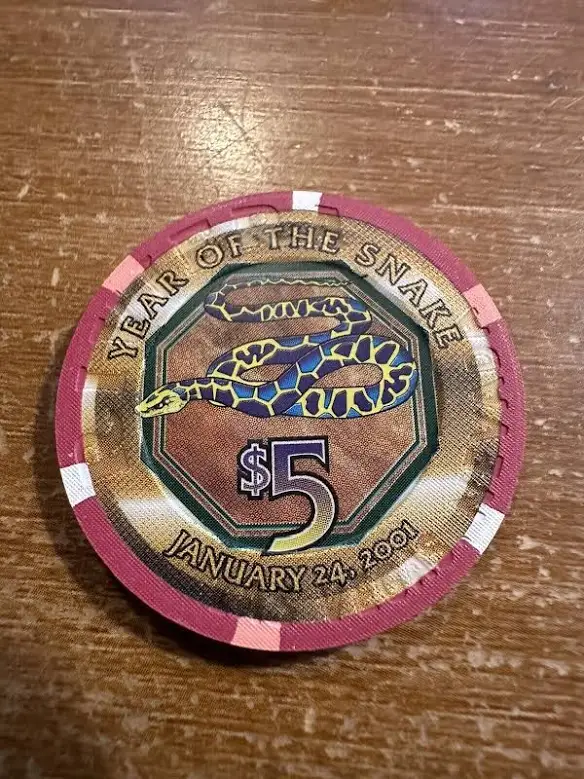 YEAR OF THE SNAKE
$5
JANUARY 24, 2001